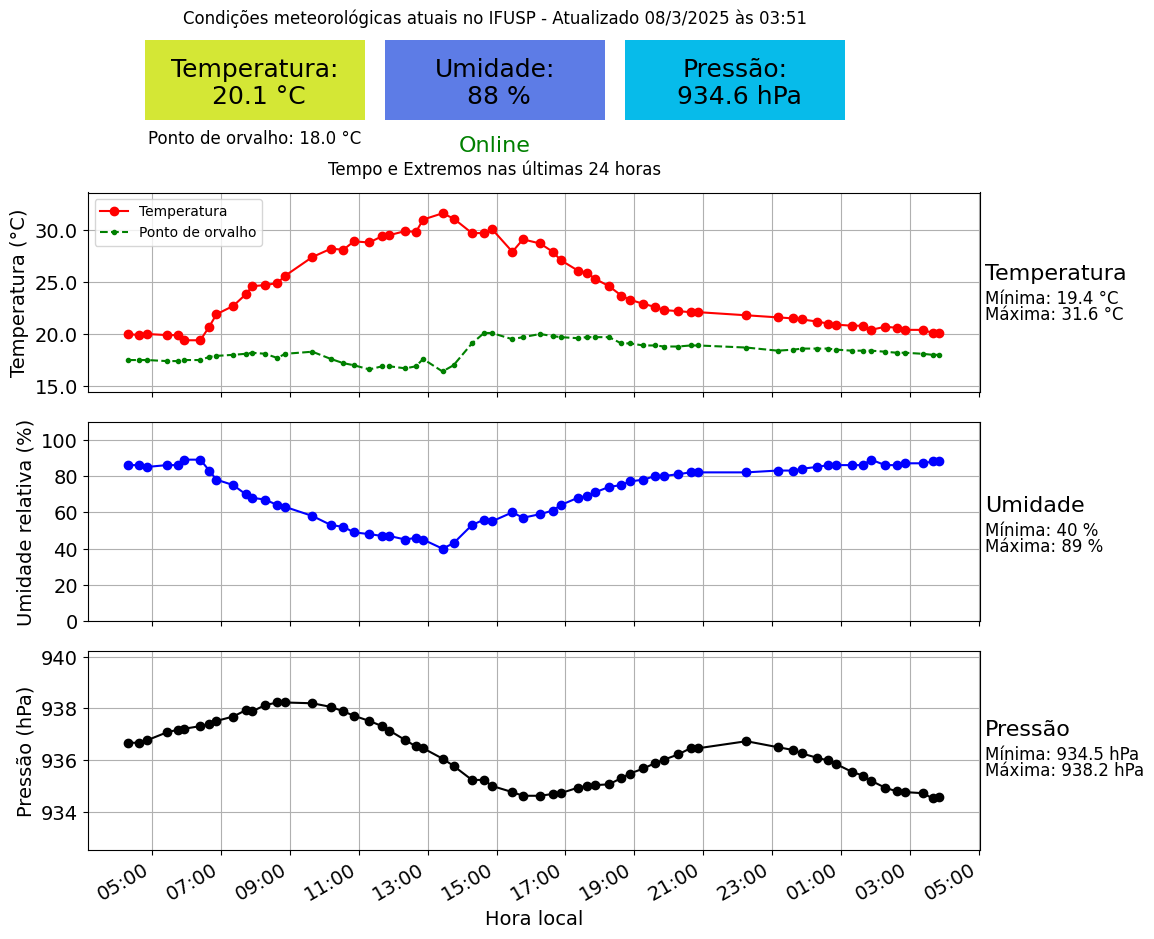 Condições meteorológicas atuais no IFUSP - Atualizado 08/3/2025 às 03:51
Temperatura:
20.1 °C
Umidade:
88 %
Pressão:
934.6 hPa
Ponto de orvalho: 18.0 °C
Online
Tempo e Extremos nas últimas 24 horas
Temperatura (°C)
30.0
25.0
20.0
15.0
Temperatura
Ponto de orvalho
Temperatura
Mínima: 19.4 °C
Máxima: 31.6 °C
Umidade relativa (%)
100
80
60
40
20
0
Umidade
Mínima: 40 %
Máxima: 89 %
Pressão (hPa)
940
938
936
934
Pressão
Mínima: 934.5 hPa
Máxima: 938.2 hPa
05:00 07:00 09:00 11:00 13:00 15:00 17:00 19:00 21:00 23:00 01:00 03:00 05:00
Hora local